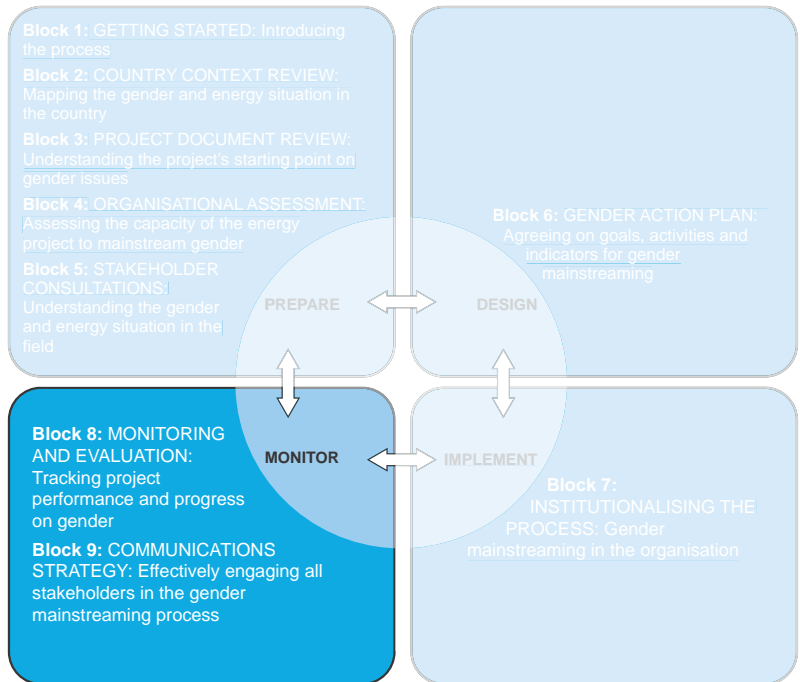 Block 1: GETTING STARTED: Introducing
the process
Block 2: COUNTRY CONTEXT REVIEW:
Mapping the gender and energy situation in
the country
Block 3: PROJECT DOCUMENT REVIEW:
Understanding the project's starting point on
gender issues
Block 4: ORGANISATIONAL ASSESSMENT:
Assessing the capacity of the energy
project to mainstream gender
Block 5: STAKEHOLDER
CONSULTATIONS:
Understanding the gender
and energy situation in the
field
PREPARE
Block 6: GENDER ACTION PLAN:
Agreeing on goals, activities and
indicators for gender
mainstreaming
DESIGN
Block 8: MONITORING
AND EVALUATION:
Tracking project
performance and progress
on gender
Block 9: COMMUNICATIONS
STRATEGY: Effectively engaging all
stakeholders in the gender
mainstreaming process
MONITOR
IMPLEMENT
Block 7:
INSTITUTIONALISING THE
PROCESS: Gender
mainstreaming in the organisation